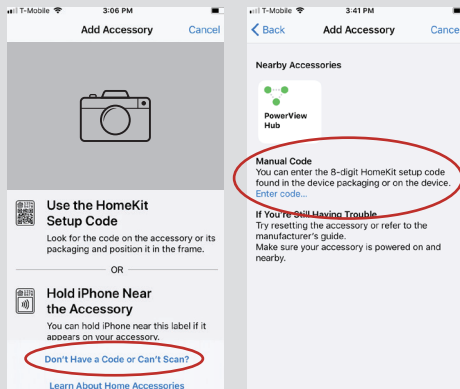 T-Mobile
3:06 PM
Add Accessory
Cancel
Use the HomeKit
Setup Code
Look for the code on the accessory or its
packaging and position it in the frame.
OR
Hold iPhone Near
the Accessory
You can hold iPhone near this label if it
appears on your accessory.
Don't Have a Code or Can't Scan?
Learn About Home Accessories
T-Mobile
3:41 PM
Back
Add Accessory
Cance
Nearby Accessories
PowerView
Hub
Manual Code
You can enter the 8-digit HomeKit setup code
found in the device packaging or on the device.
Enter code...
If You're Still Having Trouble
Try resetting the accessory or refer to the
manufacturer's guide.
Make sure your accessory is powered on and
nearby.